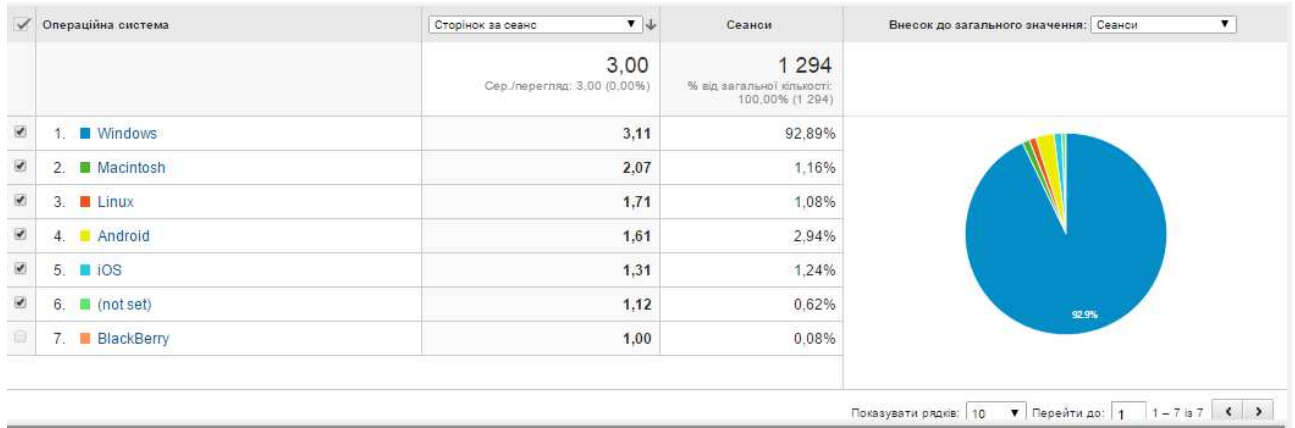 Операційна система Сторінок за сеанс Сеанси Внесок до загального значення: Сеанси
3,00 1 294
Сер./перегляд: 3,00 (0,00%) % від загальної кількості:
100,00% (1 294)
1. Windows 3,11 92,89%
2. Macintosh 2,07 1,16%
3. Linux 1,71 1,08%
4. Android 1,61 2,94%
5. iOS 1,31 1,24%
6. (not set) 1,12 0,62%
92.9%
7. BlackBerry 1,00 0,08%
Показувати рядків: 10 Перейти до: 1 1 – 7 із 7